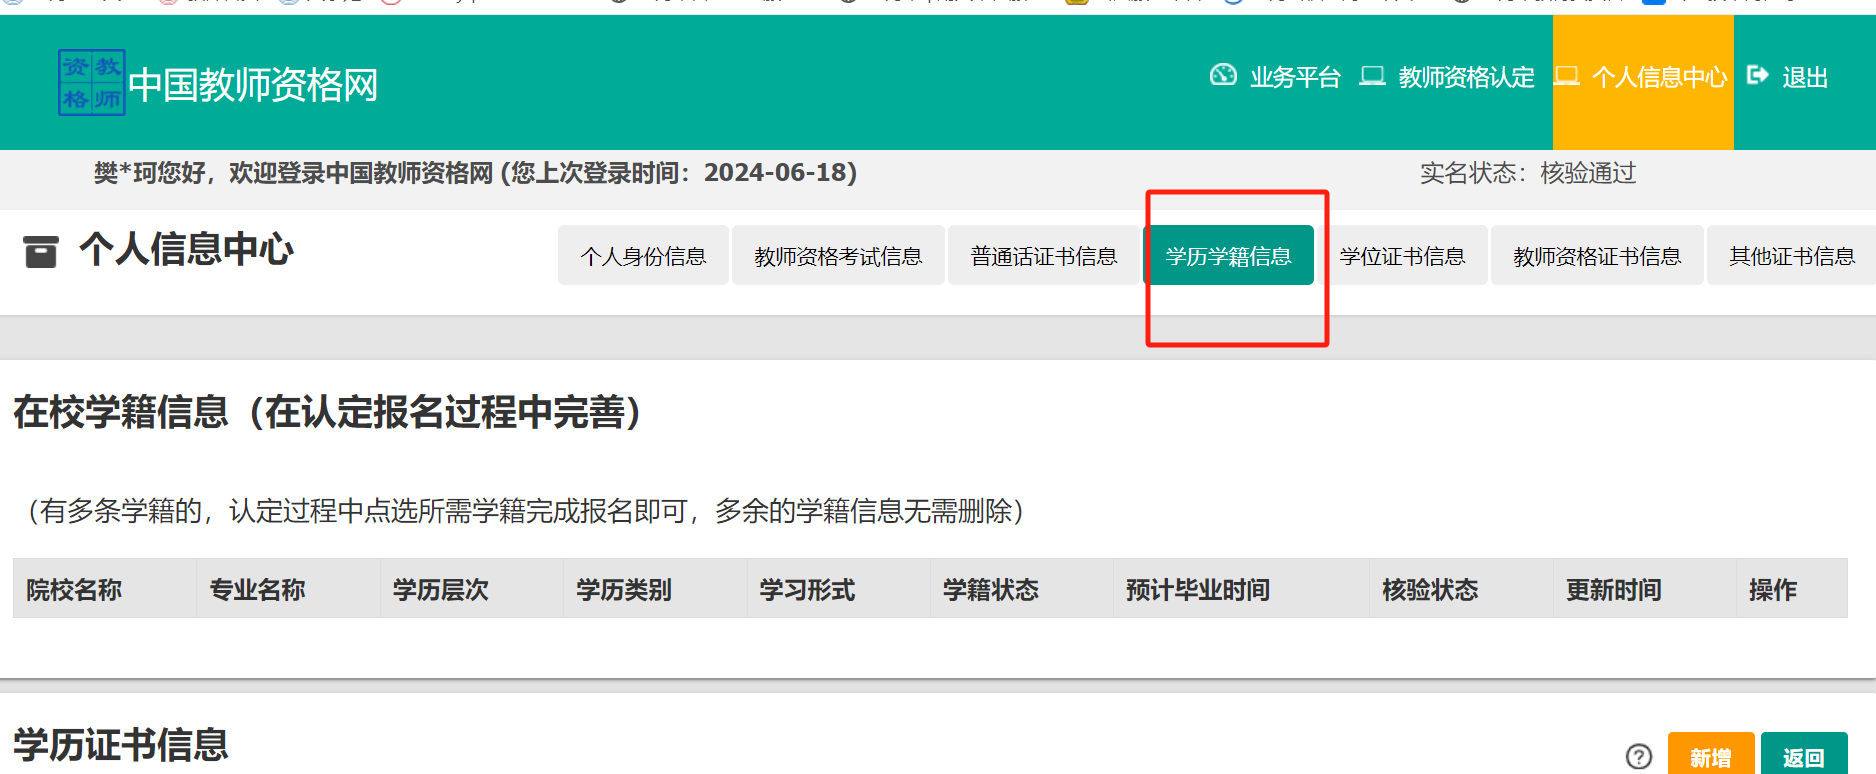 资教
格师
中国教师资格网
业务平台
教师资格认定
个人信息中心
退出
樊*珂您好，欢迎登录中国教师资格网 (您上次登录时间：2024-06-18)
实名状态：核验通过
个人信息中心
个人身份信息
教师资格考试信息
普通话证书信息
学历学籍信息
学位证书信息
教师资格证书信息
其他证书信息
在校学籍信息（在认定报名过程中完善）
（有多条学籍的，认定过程中点选所需学籍完成报名即可，多余的学籍信息无需删除）
院校名称 专业名称 学历层次 学历类别 学习形式 学籍状态 预计毕业时间 核验状态 更新时间 操作
学历证书信息
?
新增
返回